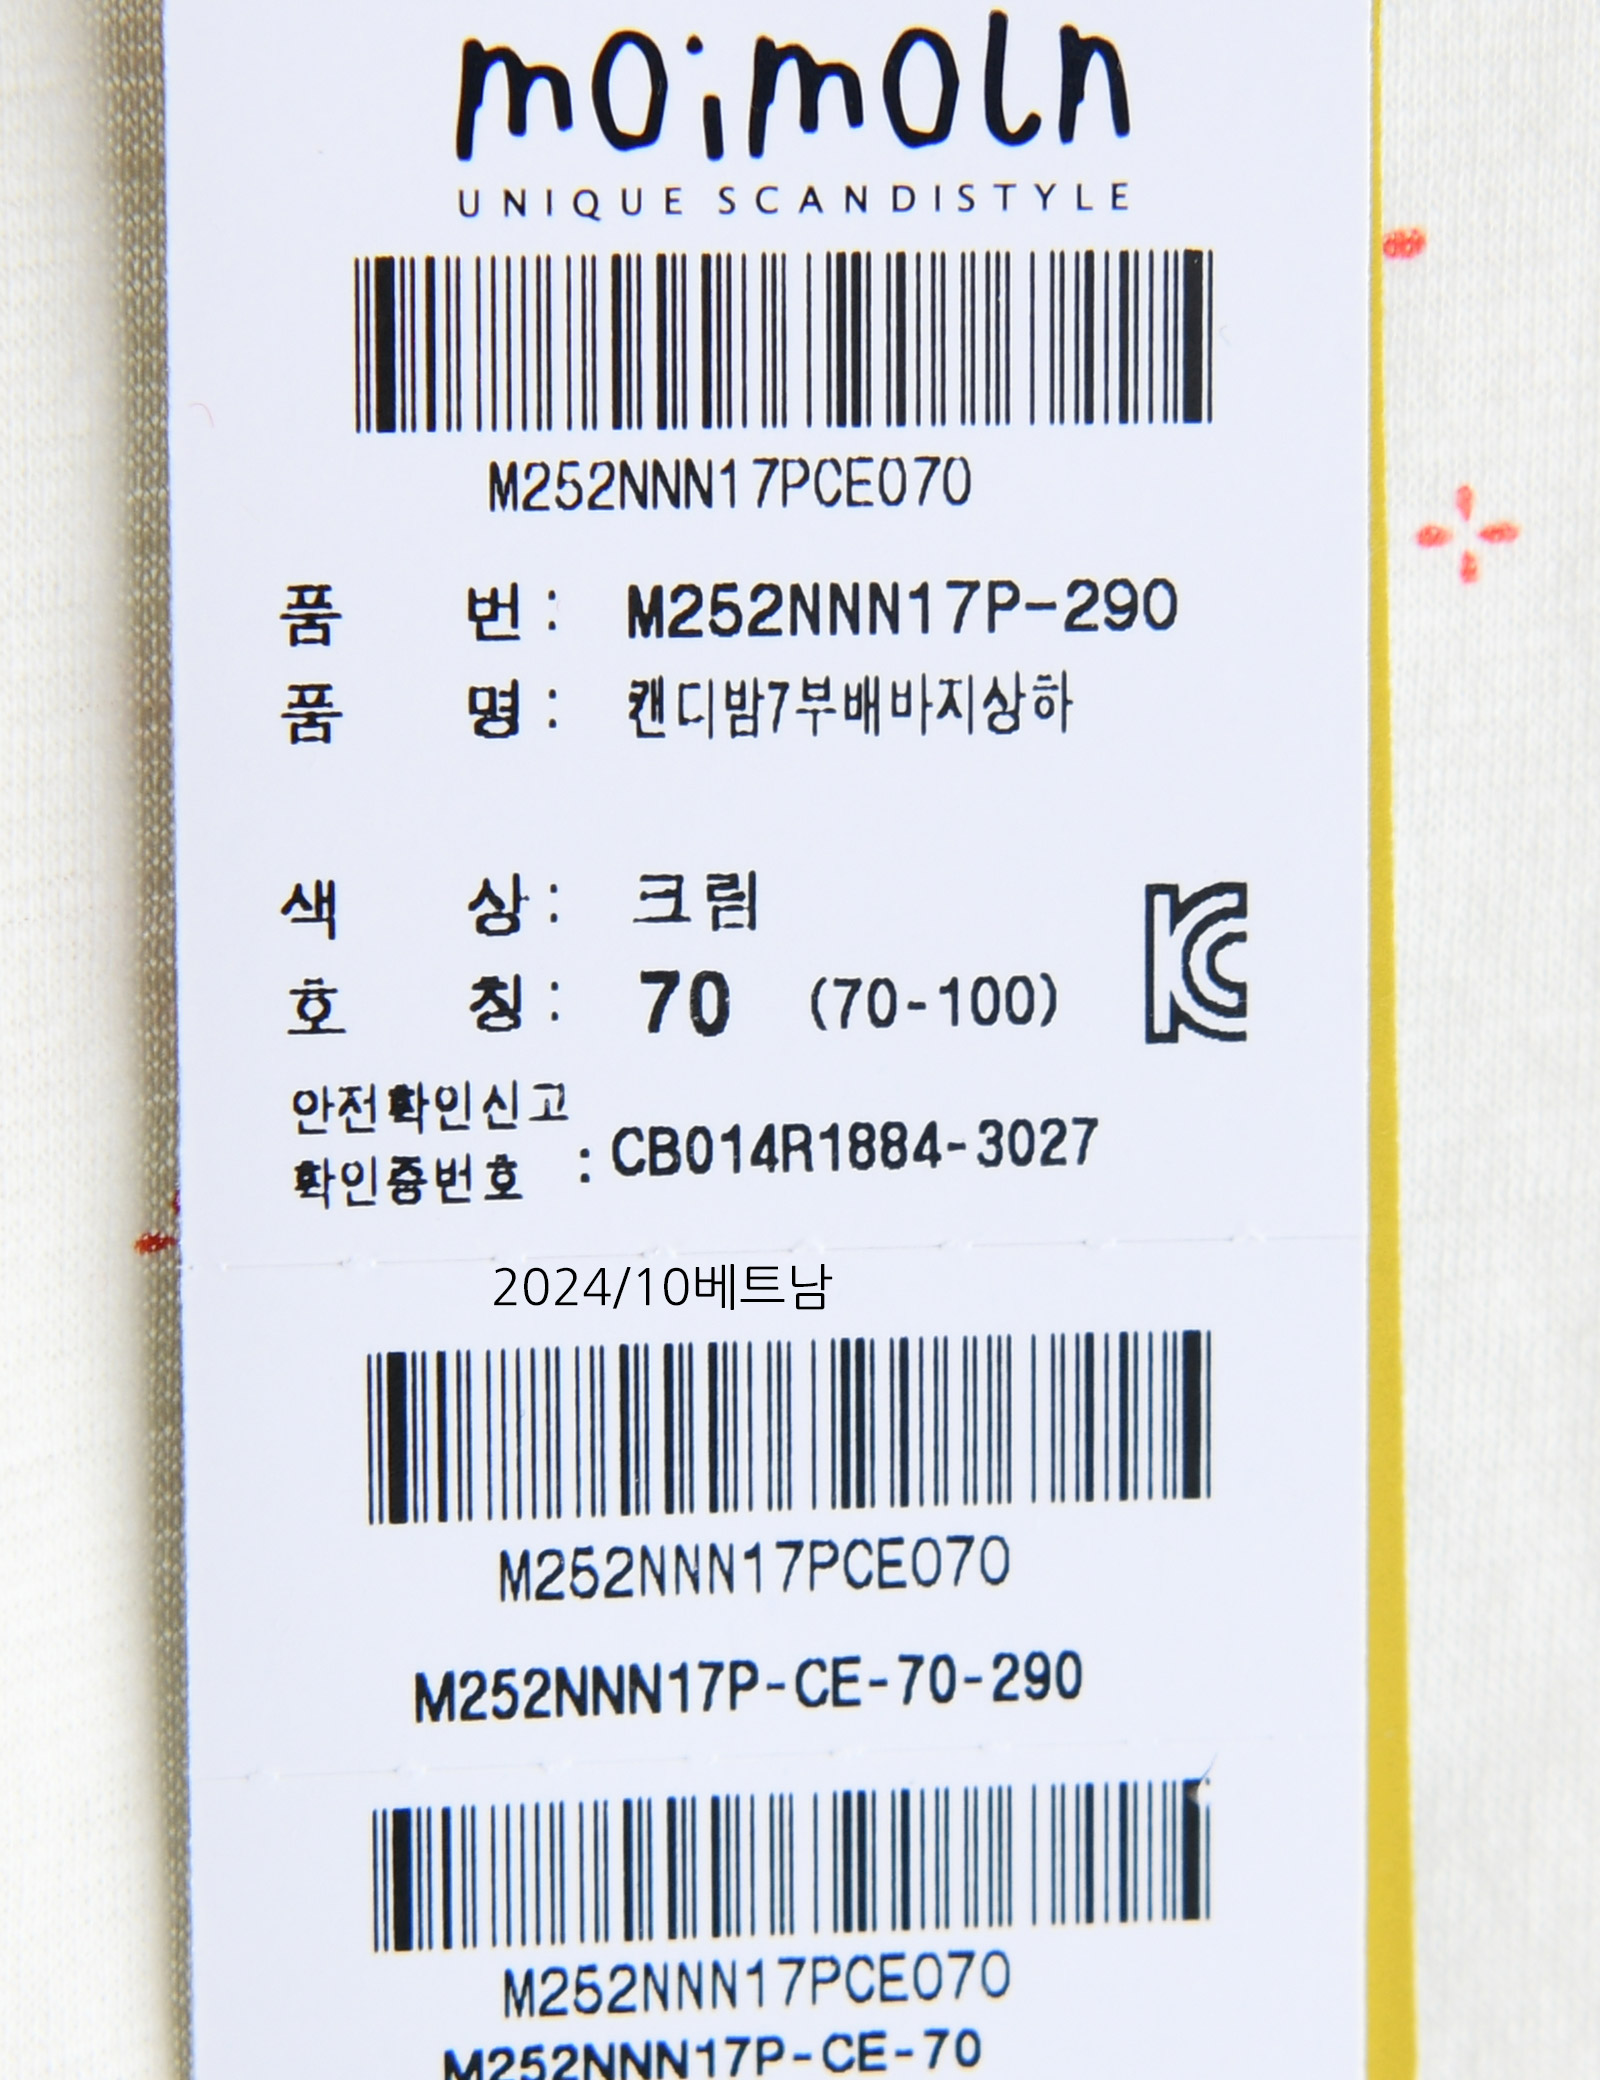 moimoln
UNIQUE SCANDISTYLE
M252NNN17PCE070
품 번 : M252NNN17P-290
품 명 : 캔디밤7부배바지상하
색 상 : 크림
호 칭 : 70 (70-100)
KC
안전확인신고
확인증번호 : CB014R1884-3027
2024/10베트남
M252NNN17PCE070
M252NNN17P-CE-70-290
M252NNN17PCE070
M252NNN17P-CE-70